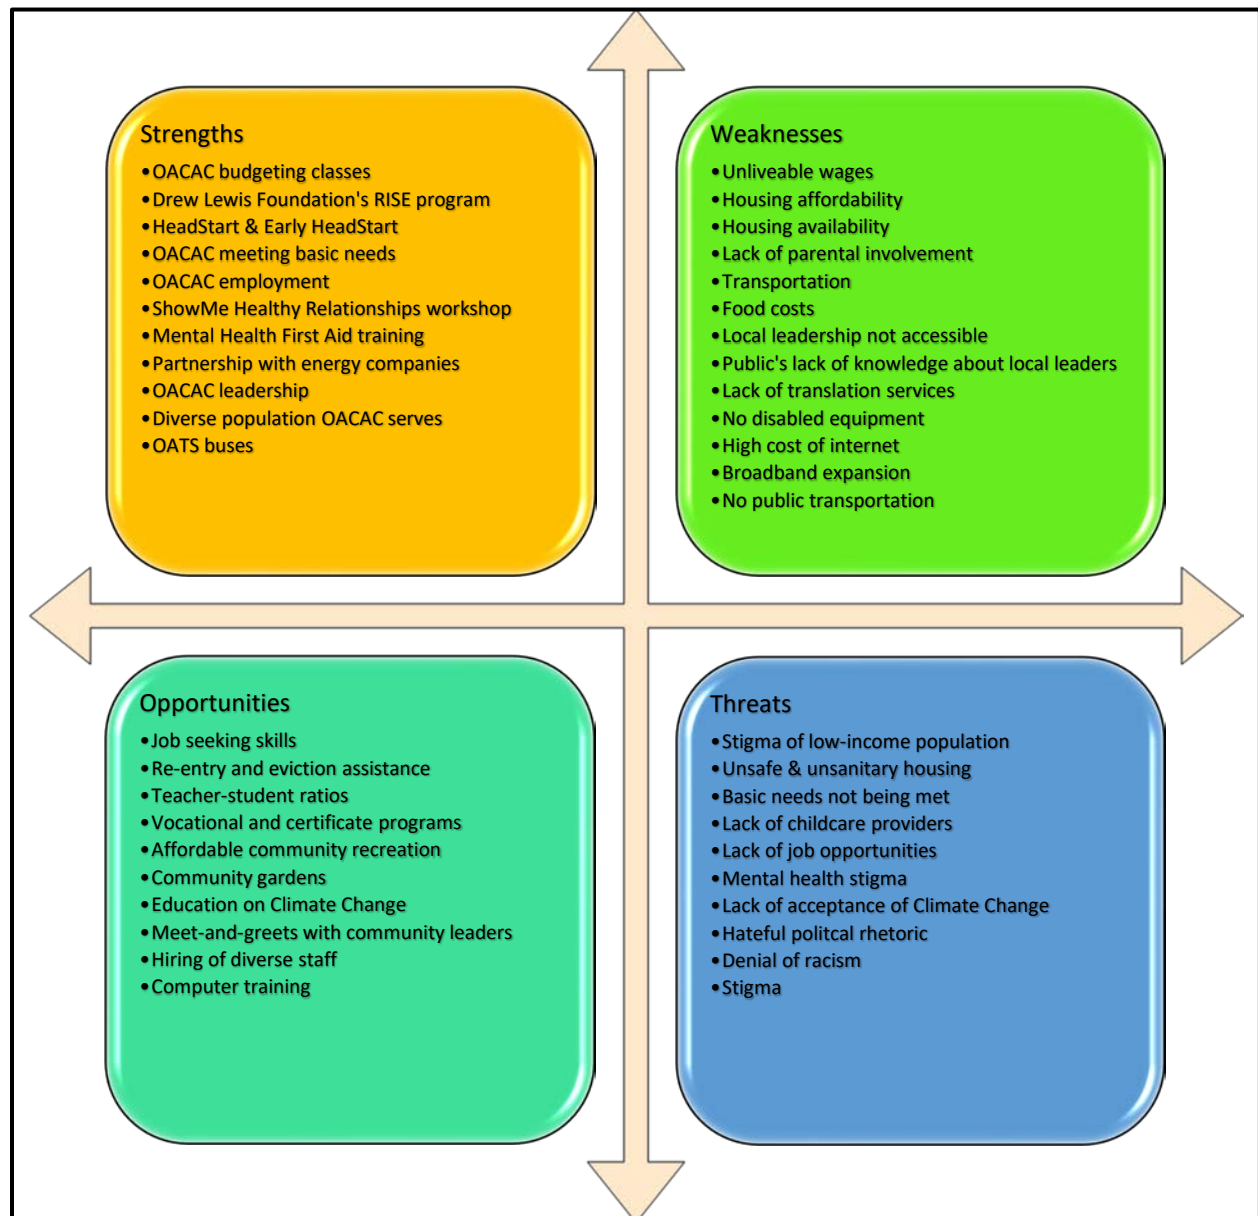 Strengths
•OACAC budgeting classes
•Drew Lewis Foundation's RISE program
•HeadStart & Early HeadStart
•OACAC meeting basic needs
•OACAC employment
•ShowMe Healthy Relationships workshop
•Mental Health First Aid training
•Partnership with energy companies
•OACAC leadership
•Diverse population OACAC serves
•OATS buses
Weaknesses
•Unliveable wages
•Housing affordability
•Housing availability
•Lack of parental involvement
•Transportation
•Food costs
•Local leadership not accessible
•Public's lack of knowledge about local leaders
•Lack of translation services
•No disabled equipment
•High cost of internet
•Broadband expansion
•No public transportation
Opportunities
•Job seeking skills
•Re-entry and eviction assistance
•Teacher-student ratios
•Vocational and certificate programs
•Affordable community recreation
•Community gardens
•Education on Climate Change
•Meet-and-greets with community leaders
•Hiring of diverse staff
•Computer training
Threats
•Stigma of low-income population
•Unsafe & unsanitary housing
•Basic needs not being met
•Lack of childcare providers
•Lack of job opportunities
•Mental health stigma
•Lack of acceptance of Climate Change
•Hateful politcal rhetoric
•Denial of racism
•Stigma